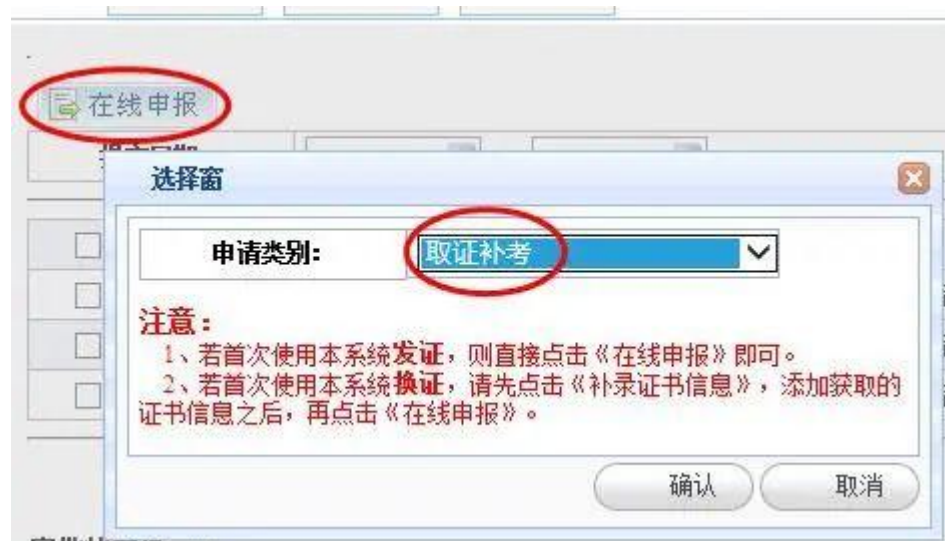 在线申报
选择窗
申请类别:
取证补考
注意:
1、若首次使用本系统发证,则直接点击《在线申报》即可。
2、若首次使用本系统换证,请先点击《补录证书信息》,添加获取的
证书信息之后,再点击《在线申报》。
确认
取消